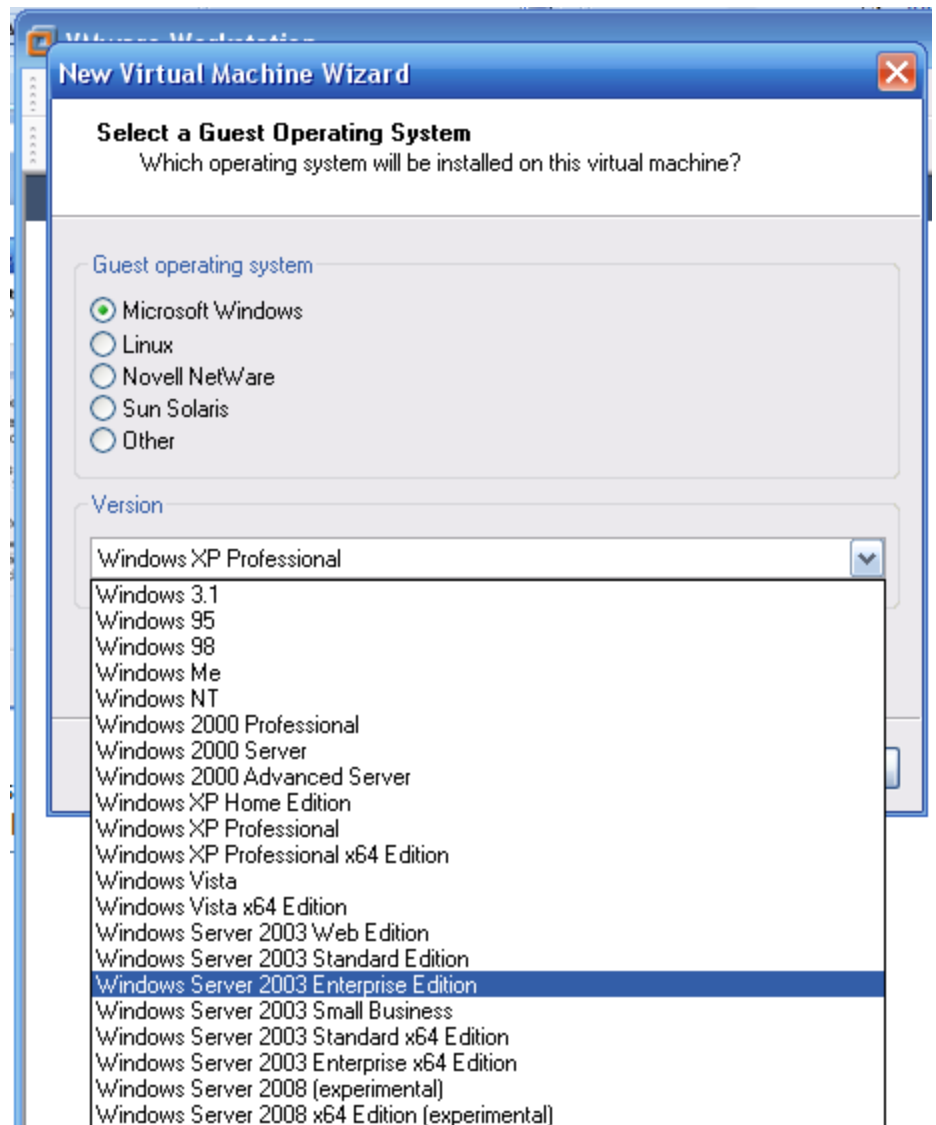 New Virtual Machine Wizard
Select a Guest Operating System
Which operating system will be installed on this virtual machine?
Guest operating system
Microsoft Windows
Linux
Novell NetWare
Sun Solaris
Other
Version
Windows XP Professional
Windows 3.1
Windows 95
Windows 98
Windows Me
Windows NT
Windows 2000 Professional
Windows 2000 Server
Windows 2000 Advanced Server
Windows XP Home Edition
Windows XP Professional
Windows XP Professional x64 Edition
Windows Vista
Windows Vista x64 Edition
Windows Server 2003 Web Edition
Windows Server 2003 Standard Edition
Windows Server 2003 Enterprise Edition
Windows Server 2003 Small Business
Windows Server 2003 Standard x64 Edition
Windows Server 2003 Enterprise x64 Edition
Windows Server 2008 (experimental)
Windows Server 2008 x64 Edition (experimental)